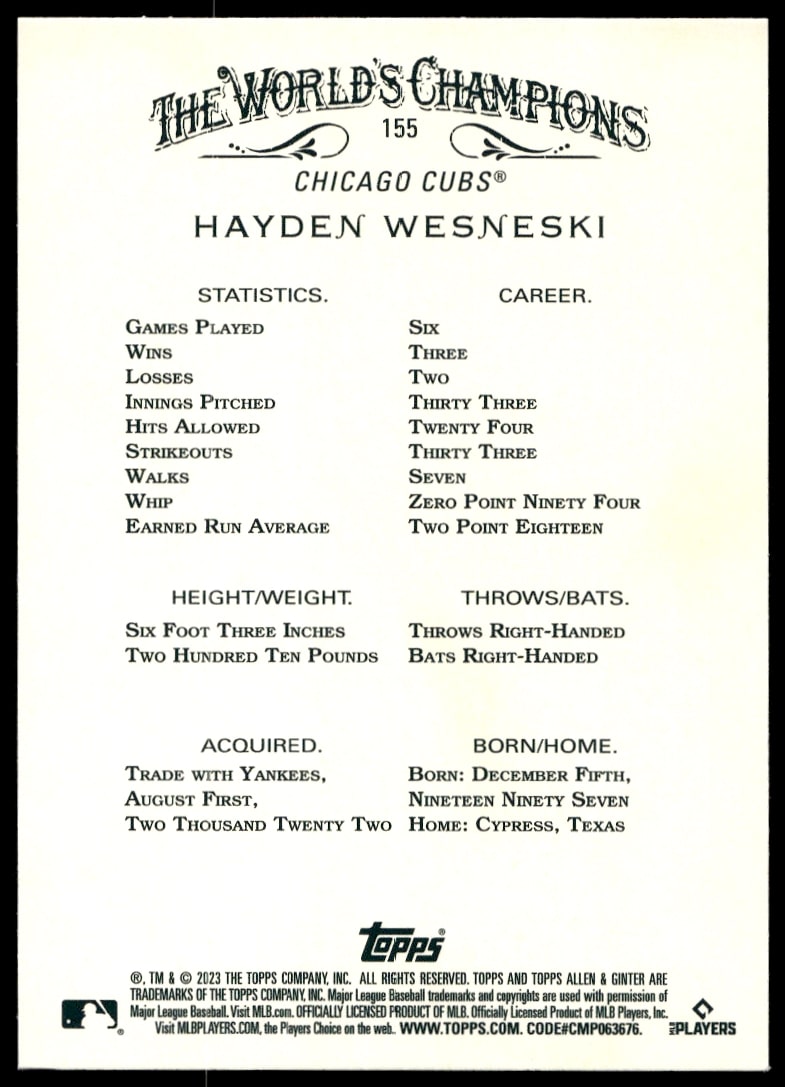 THE WORLD'S CHAMPIONS
155
CHICAGO CUBS®
HAYDEN WESNESKI
STATISTICS. CAREER.
GAMES PLAYED SIX
WINS THREE
LOSSES TWO
INNINGS PITCHED THIRTY THREE
HITS ALLOWED TWENTY FOUR
STRIKEOUTS THIRTY THREE
WALKS SEVEN
WHIP ZERO POINT NINETY FOUR
EARNED RUN AVERAGE TWO POINT EIGHTEEN
HEIGHT/WEIGHT. THROWS/BATS.
SIX FOOT THREE INCHES THROWS RIGHT-HANDED
TWO HUNDRED TEN POUNDS BATS RIGHT-HANDED
ACQUIRED. BORN/HOME.
TRADE WITH YANKEES, BORN: DECEMBER FIFTH,
AUGUST FIRST, NINETEEN NINETY SEVEN
TWO THOUSAND TWENTY TWO HOME: CYPRESS, TEXAS
topps®
®, TM & © 2023 THE TOPPS COMPANY, INC. ALL RIGHTS RESERVED. TOPPS AND TOPPS ALLEN & GINTER ARE
TRADEMARKS OF THE TOPPS COMPANY, INC. Major League Baseball trademarks and copyrights are used with permission of
Major League Baseball. Visit MLB.com. OFFICIALLY LICENSED PRODUCT OF MLB. Officially Licensed Product of MLB Players, Inc.
Visit MLBPLAYERS.COM, the Players Choice on the web.. WWW.TOPPS.COM. CODE#CMP063676.
MLB PLAYERS